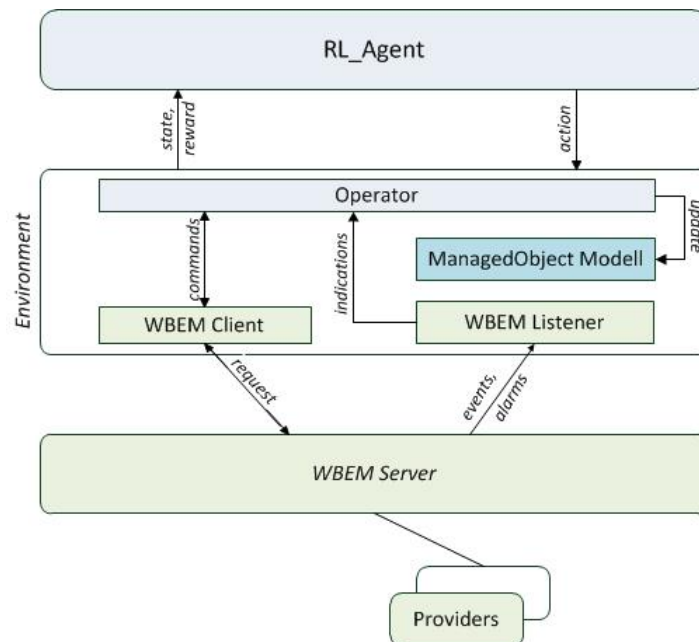 RL_Agent
state,
reward
action
Environment
Operator
update
commands
indications
ManagedObject Modell
WBEM Client
WBEM Listener
request
events,
alarms
WBEM Server
Providers